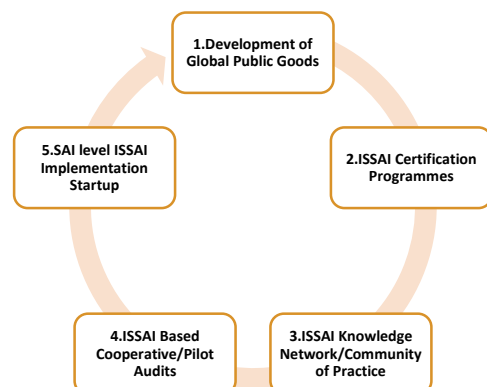 1.Development of
Global Public Goods
2.ISSAI Certification
Programmes
3.ISSAI Knowledge
Network/Community
of Practice
4.ISSAI Based
Cooperative/Pilot
Audits
5.SAI level ISSAI
Implementation
Startup